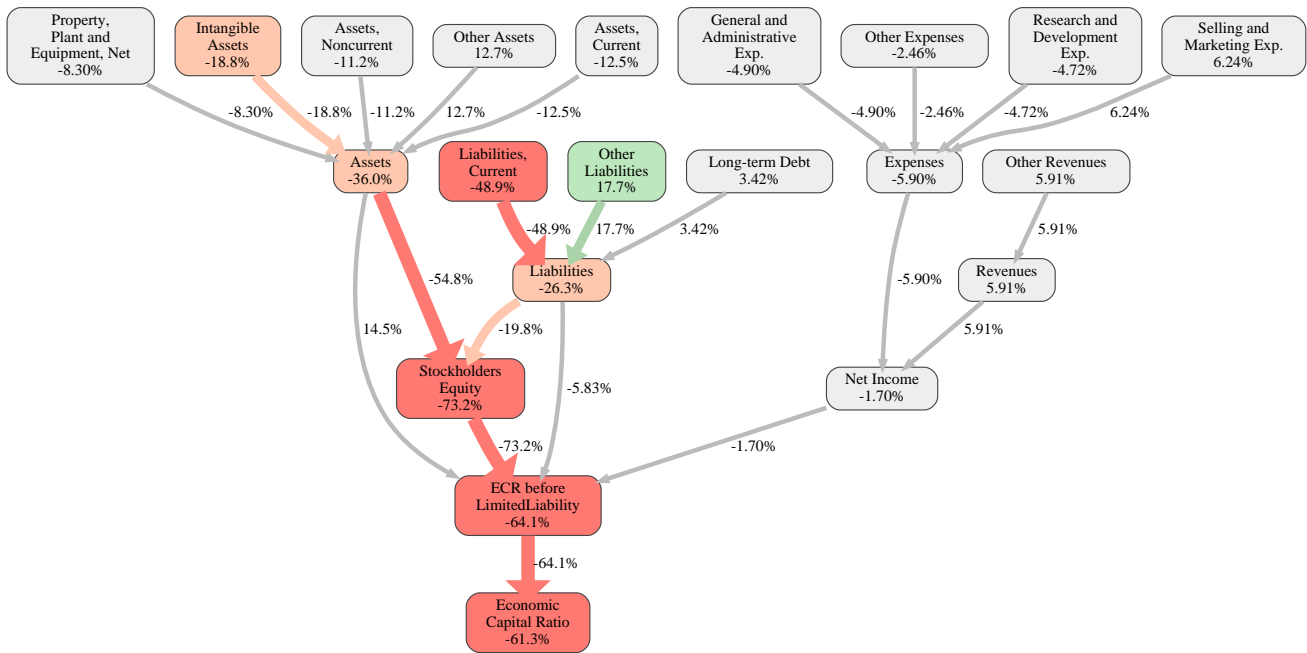 Property,
Plant and
Equipment, Net
-8.30%
Intangible
Assets
-18.8%
Assets,
Noncurrent
-11.2%
Other Assets
12.7%
Assets,
Current
-12.5%
General and
Administrative
Exp.
-4.90%
Other Expenses
-2.46%
Research and
Development
Exp.
-4.72%
Selling and
Marketing Exp.
6.24%
-8.30%
-18.8%
-11.2%
12.7%
-12.5%
-4.90%
-2.46%
-4.72%
6.24%
Assets
-36.0%
Liabilities,
Current
-48.9%
Other
Liabilities
17.7%
Long-term Debt
3.42%
Expenses
-5.90%
Other Revenues
5.91%
-48.9%
17.7%
3.42%
5.91%
Liabilities
-26.3%
-54.8%
-5.90%
Revenues
5.91%
14.5%
-19.8%
5.91%
Stockholders
Equity
-73.2%
-5.83%
Net Income
-1.70%
-73.2%
-1.70%
ECR before
LimitedLiability
-64.1%
-64.1%
Economic
Capital Ratio
-61.3%